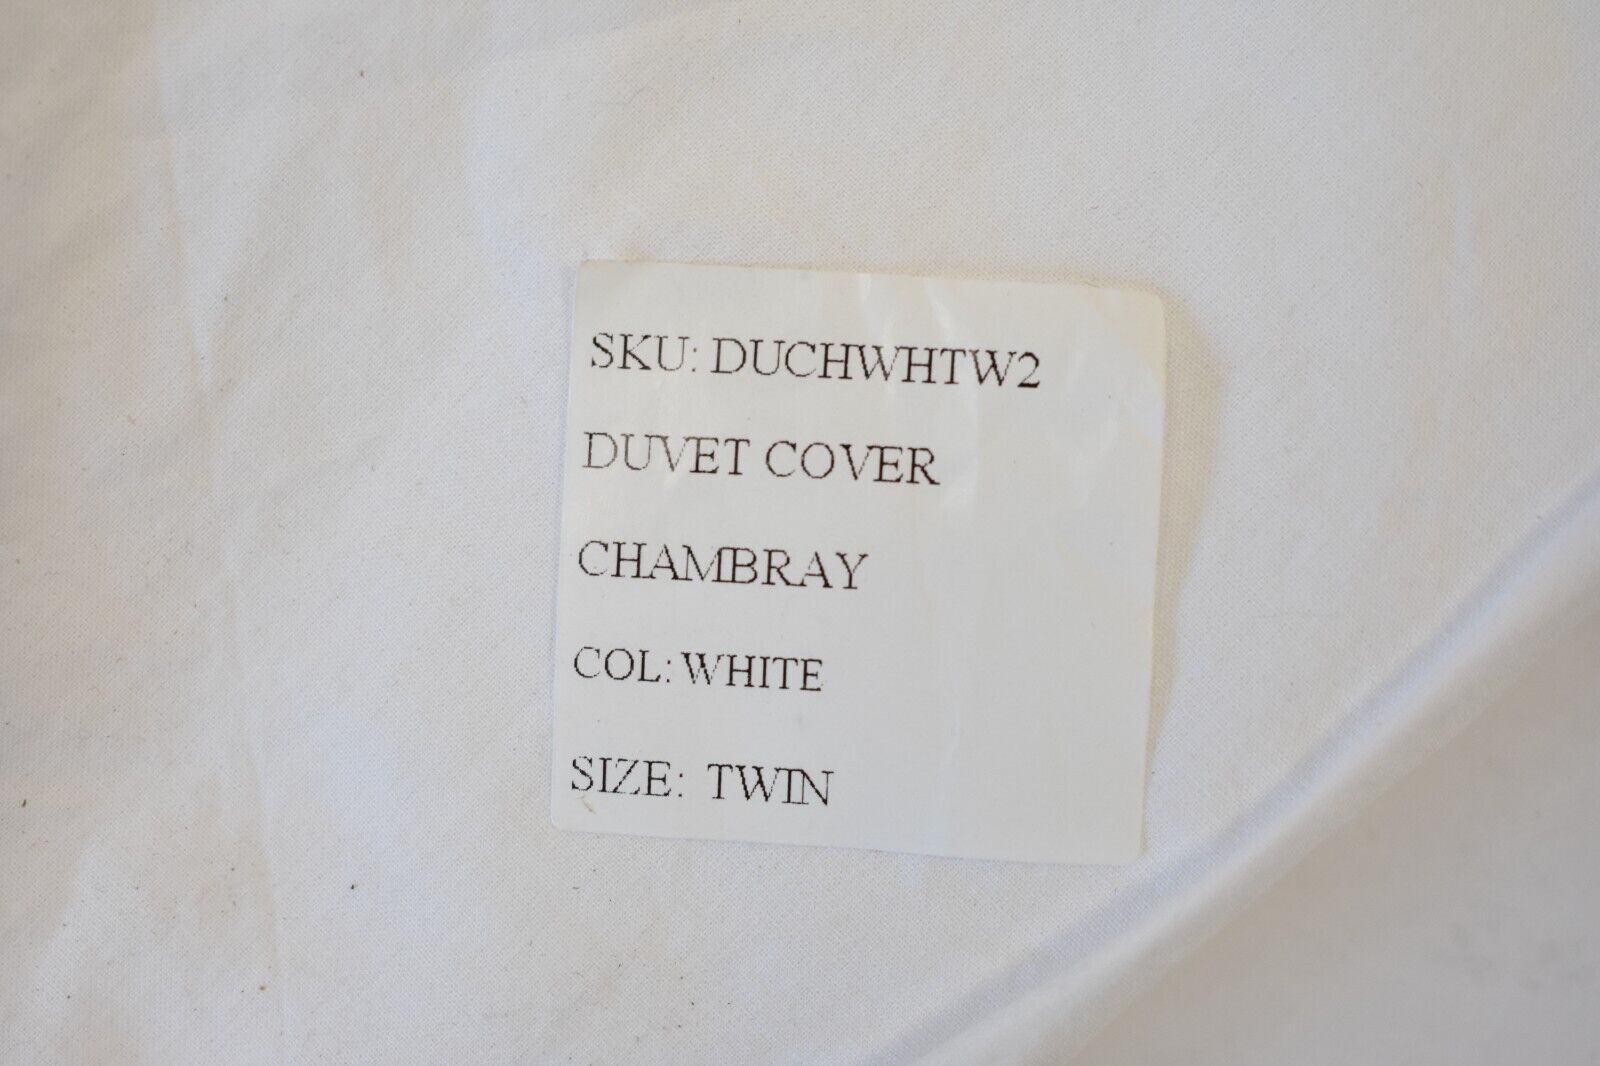 SKU: DUCHWHTW2
DUVET COVER
CHAMBRAY
COL: WHITE
SIZE: TWIN